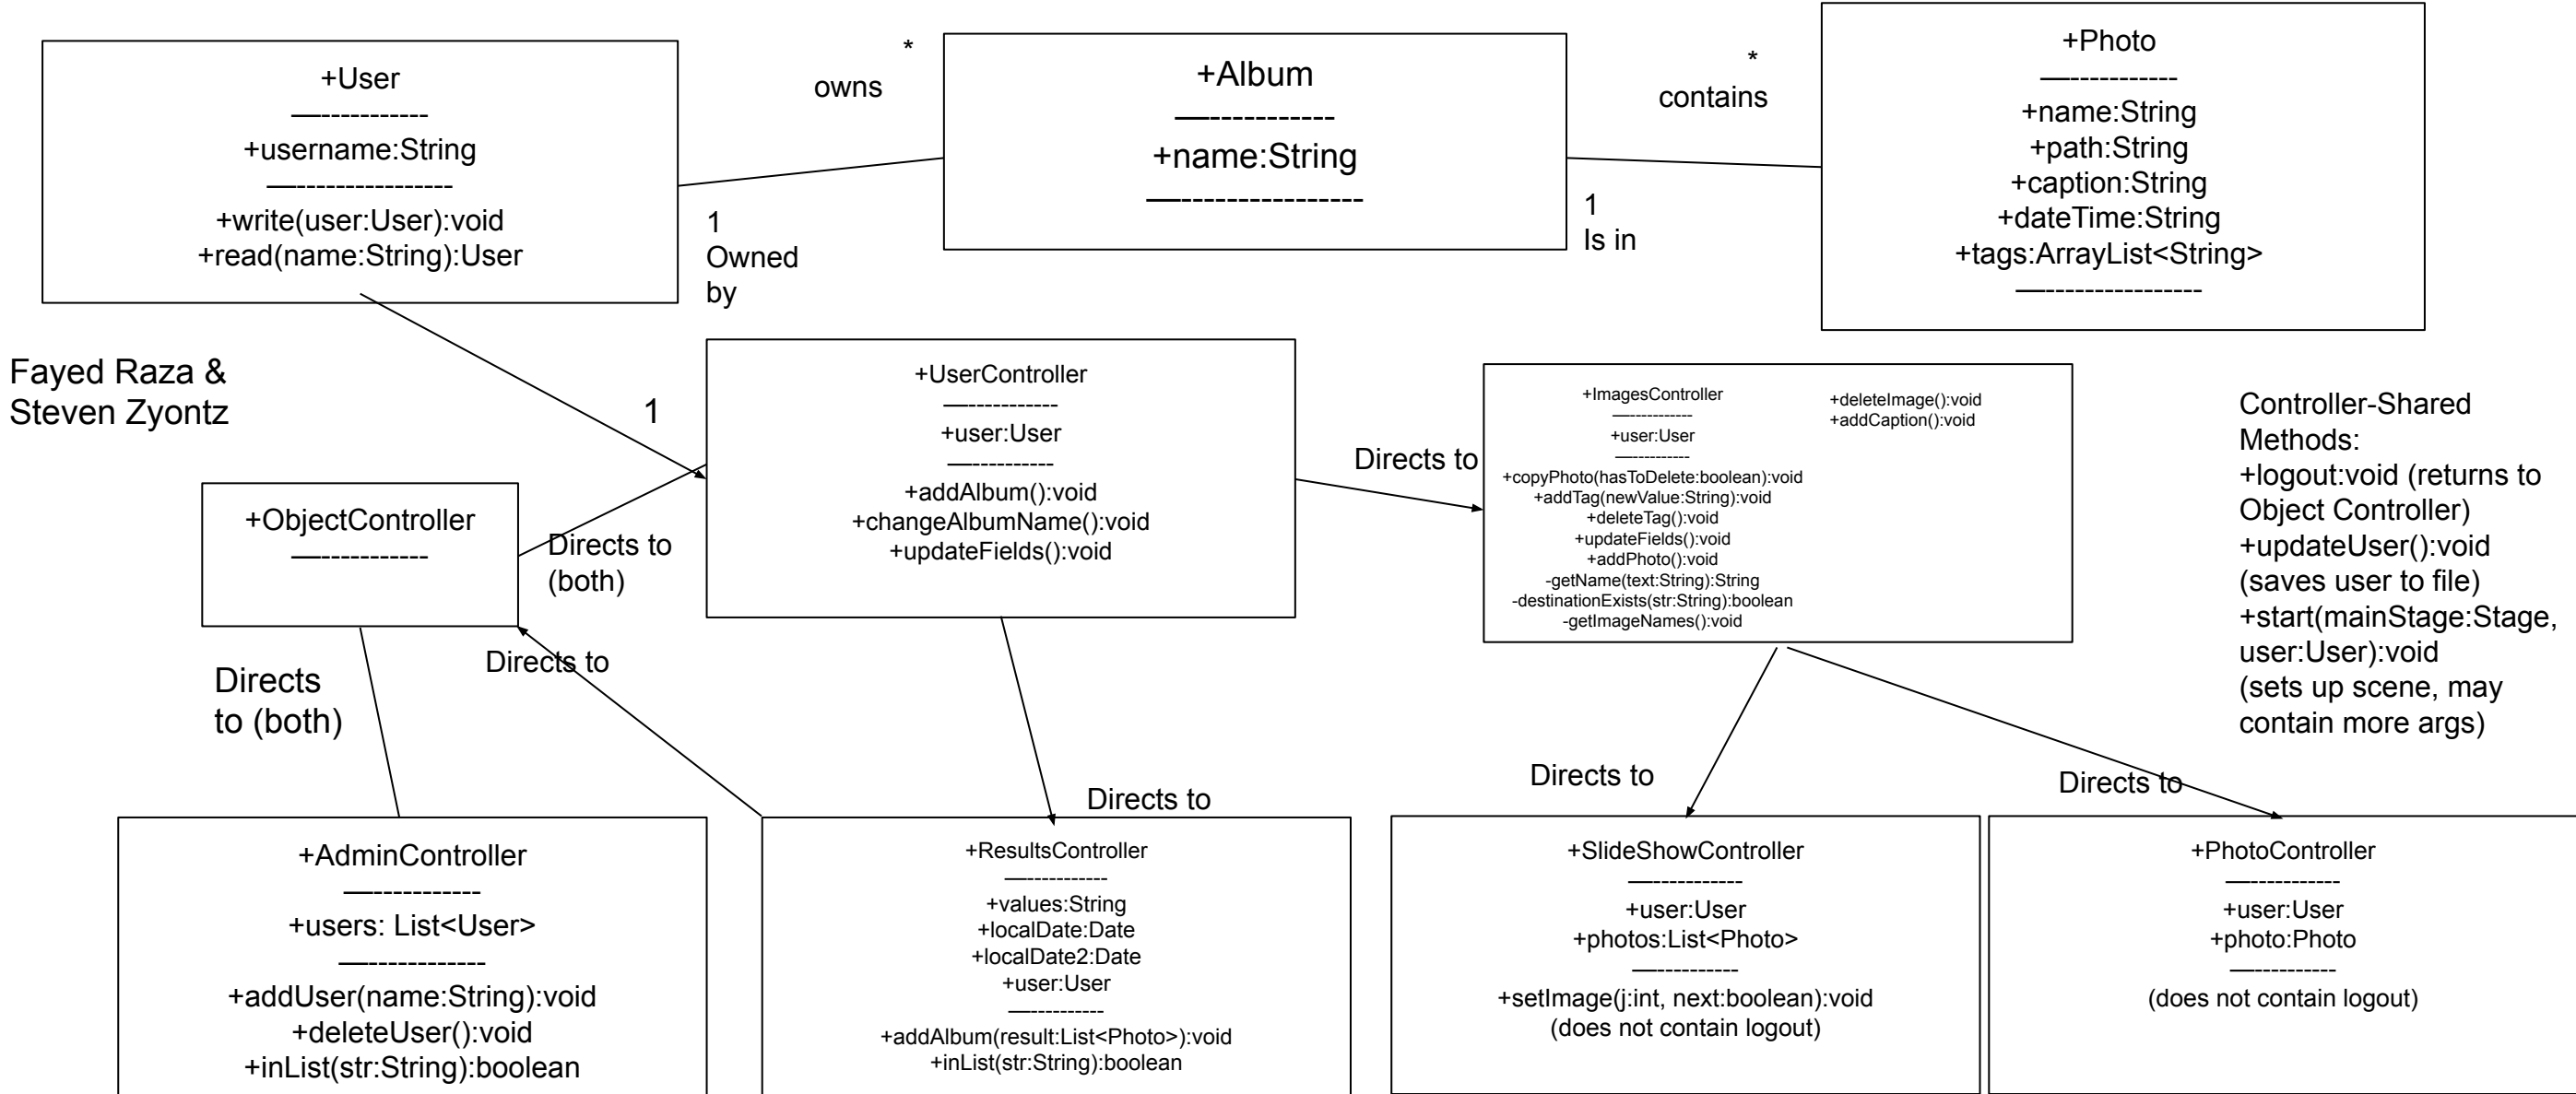 +User
—------------
+username:String
—-----------------
+write(user:User):void
+read(name:String):User
*
owns
1
Owned
by
+Album
—------------
+name:String
—-----------------
*
contains
1
Is in
+Photo
—------------
+name:String
+path:String
+caption:String
+dateTime:String
+tags:ArrayList<String>
—-----------------
Fayed Raza &
Steven Zyontz
1
+ObjectController
—------------
Directs to
(both)
+UserController
—------------
+user:User
—-----------
+addAlbum():void
+changeAlbumName():void
+updateFields():void
Directs to
+ImagesController
—------------
+user:User
—-----------
+copyPhoto(hasToDelete:boolean):void
+addTag(newValue:String):void
+deleteTag():void
+updateFields():void
+addPhoto():void
-getName(text:String):String
-destinationExists(str:String):boolean
-getImageNames():void
+deleteImage():void
+addCaption():void
Controller-Shared
Methods:
+logout:void (returns to
Object Controller)
+updateUser():void
(saves user to file)
+start(mainStage:Stage,
user:User):void
(sets up scene, may
contain more args)
Directs
to (both)
Directs to
Directs to
Directs to
Directs to
+AdminController
—------------
+users: List<User>
—-------------
+addUser(name:String):void
+deleteUser():void
+inList(str:String):boolean
+ResultsController
—------------
+values:String
+localDate:Date
+localDate2:Date
+user:User
—-----------
+addAlbum(result:List<Photo>):void
+inList(str:String):boolean
+SlideShowController
—------------
+user:User
+photos:List<Photo>
—-----------
+setImage(j:int, next:boolean):void
(does not contain logout)
+PhotoController
—------------
+user:User
+photo:Photo
—-----------
(does not contain logout)